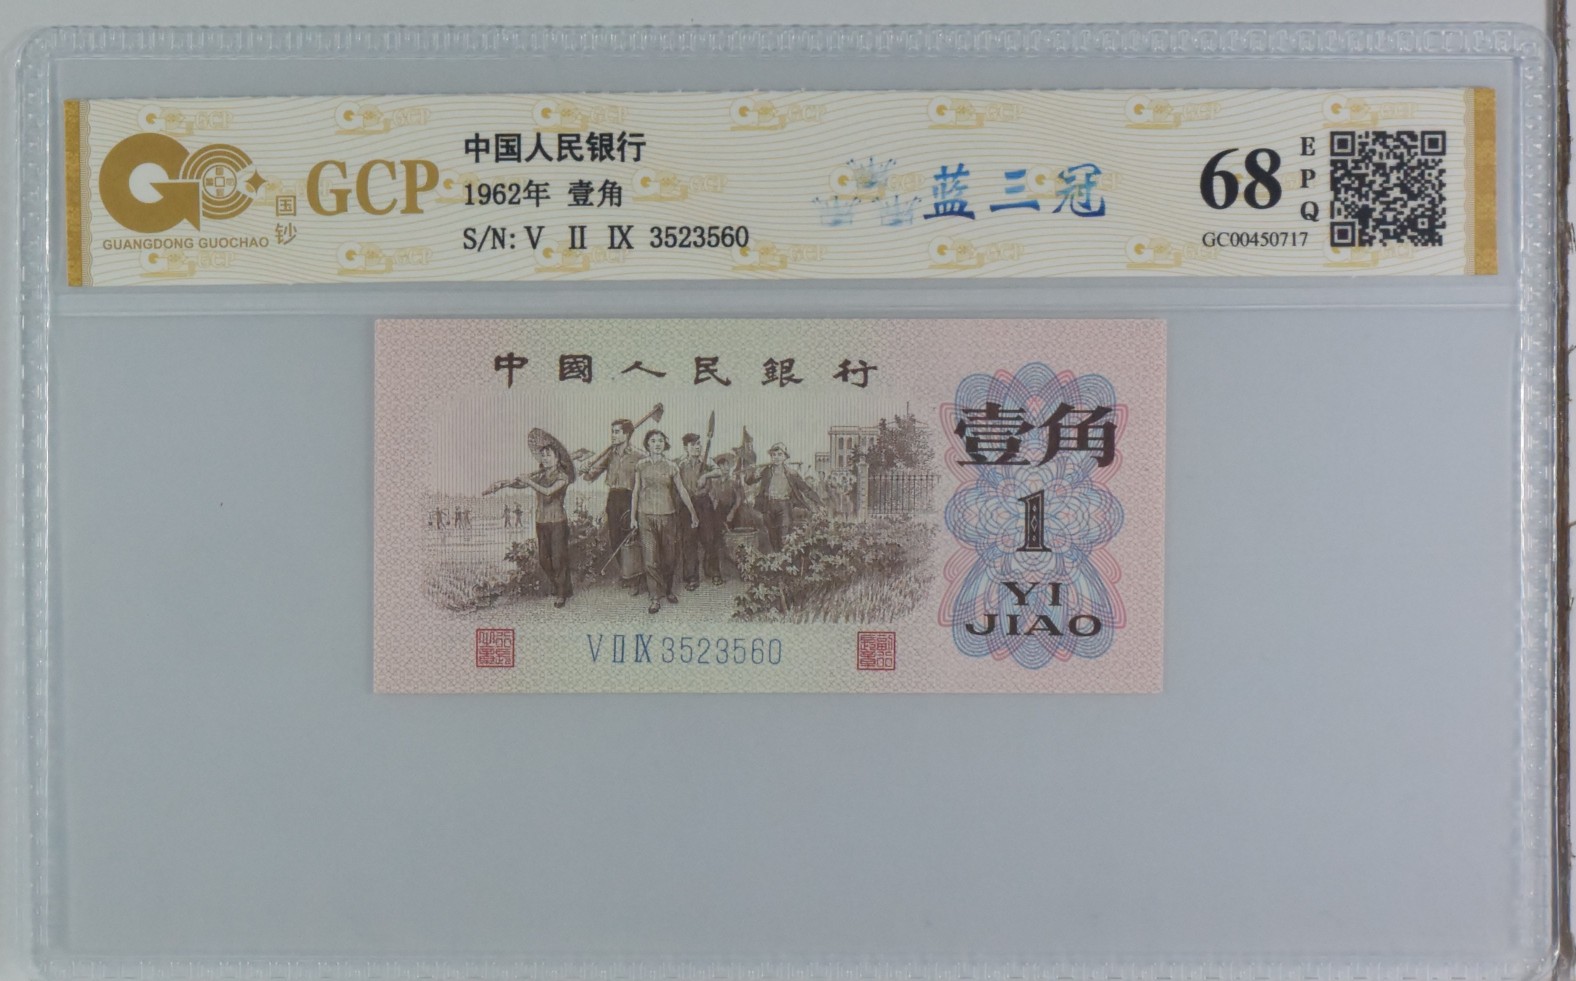 GUANGDONG GUOCHAO
国钞
GCP
中国人民银行
1962年 壹角
S/N: V II IX 3523560
蓝三冠
68
EPQ
GC00450717
中國人民銀行
壹角
1
YI
JIAO
V II IX 3523560